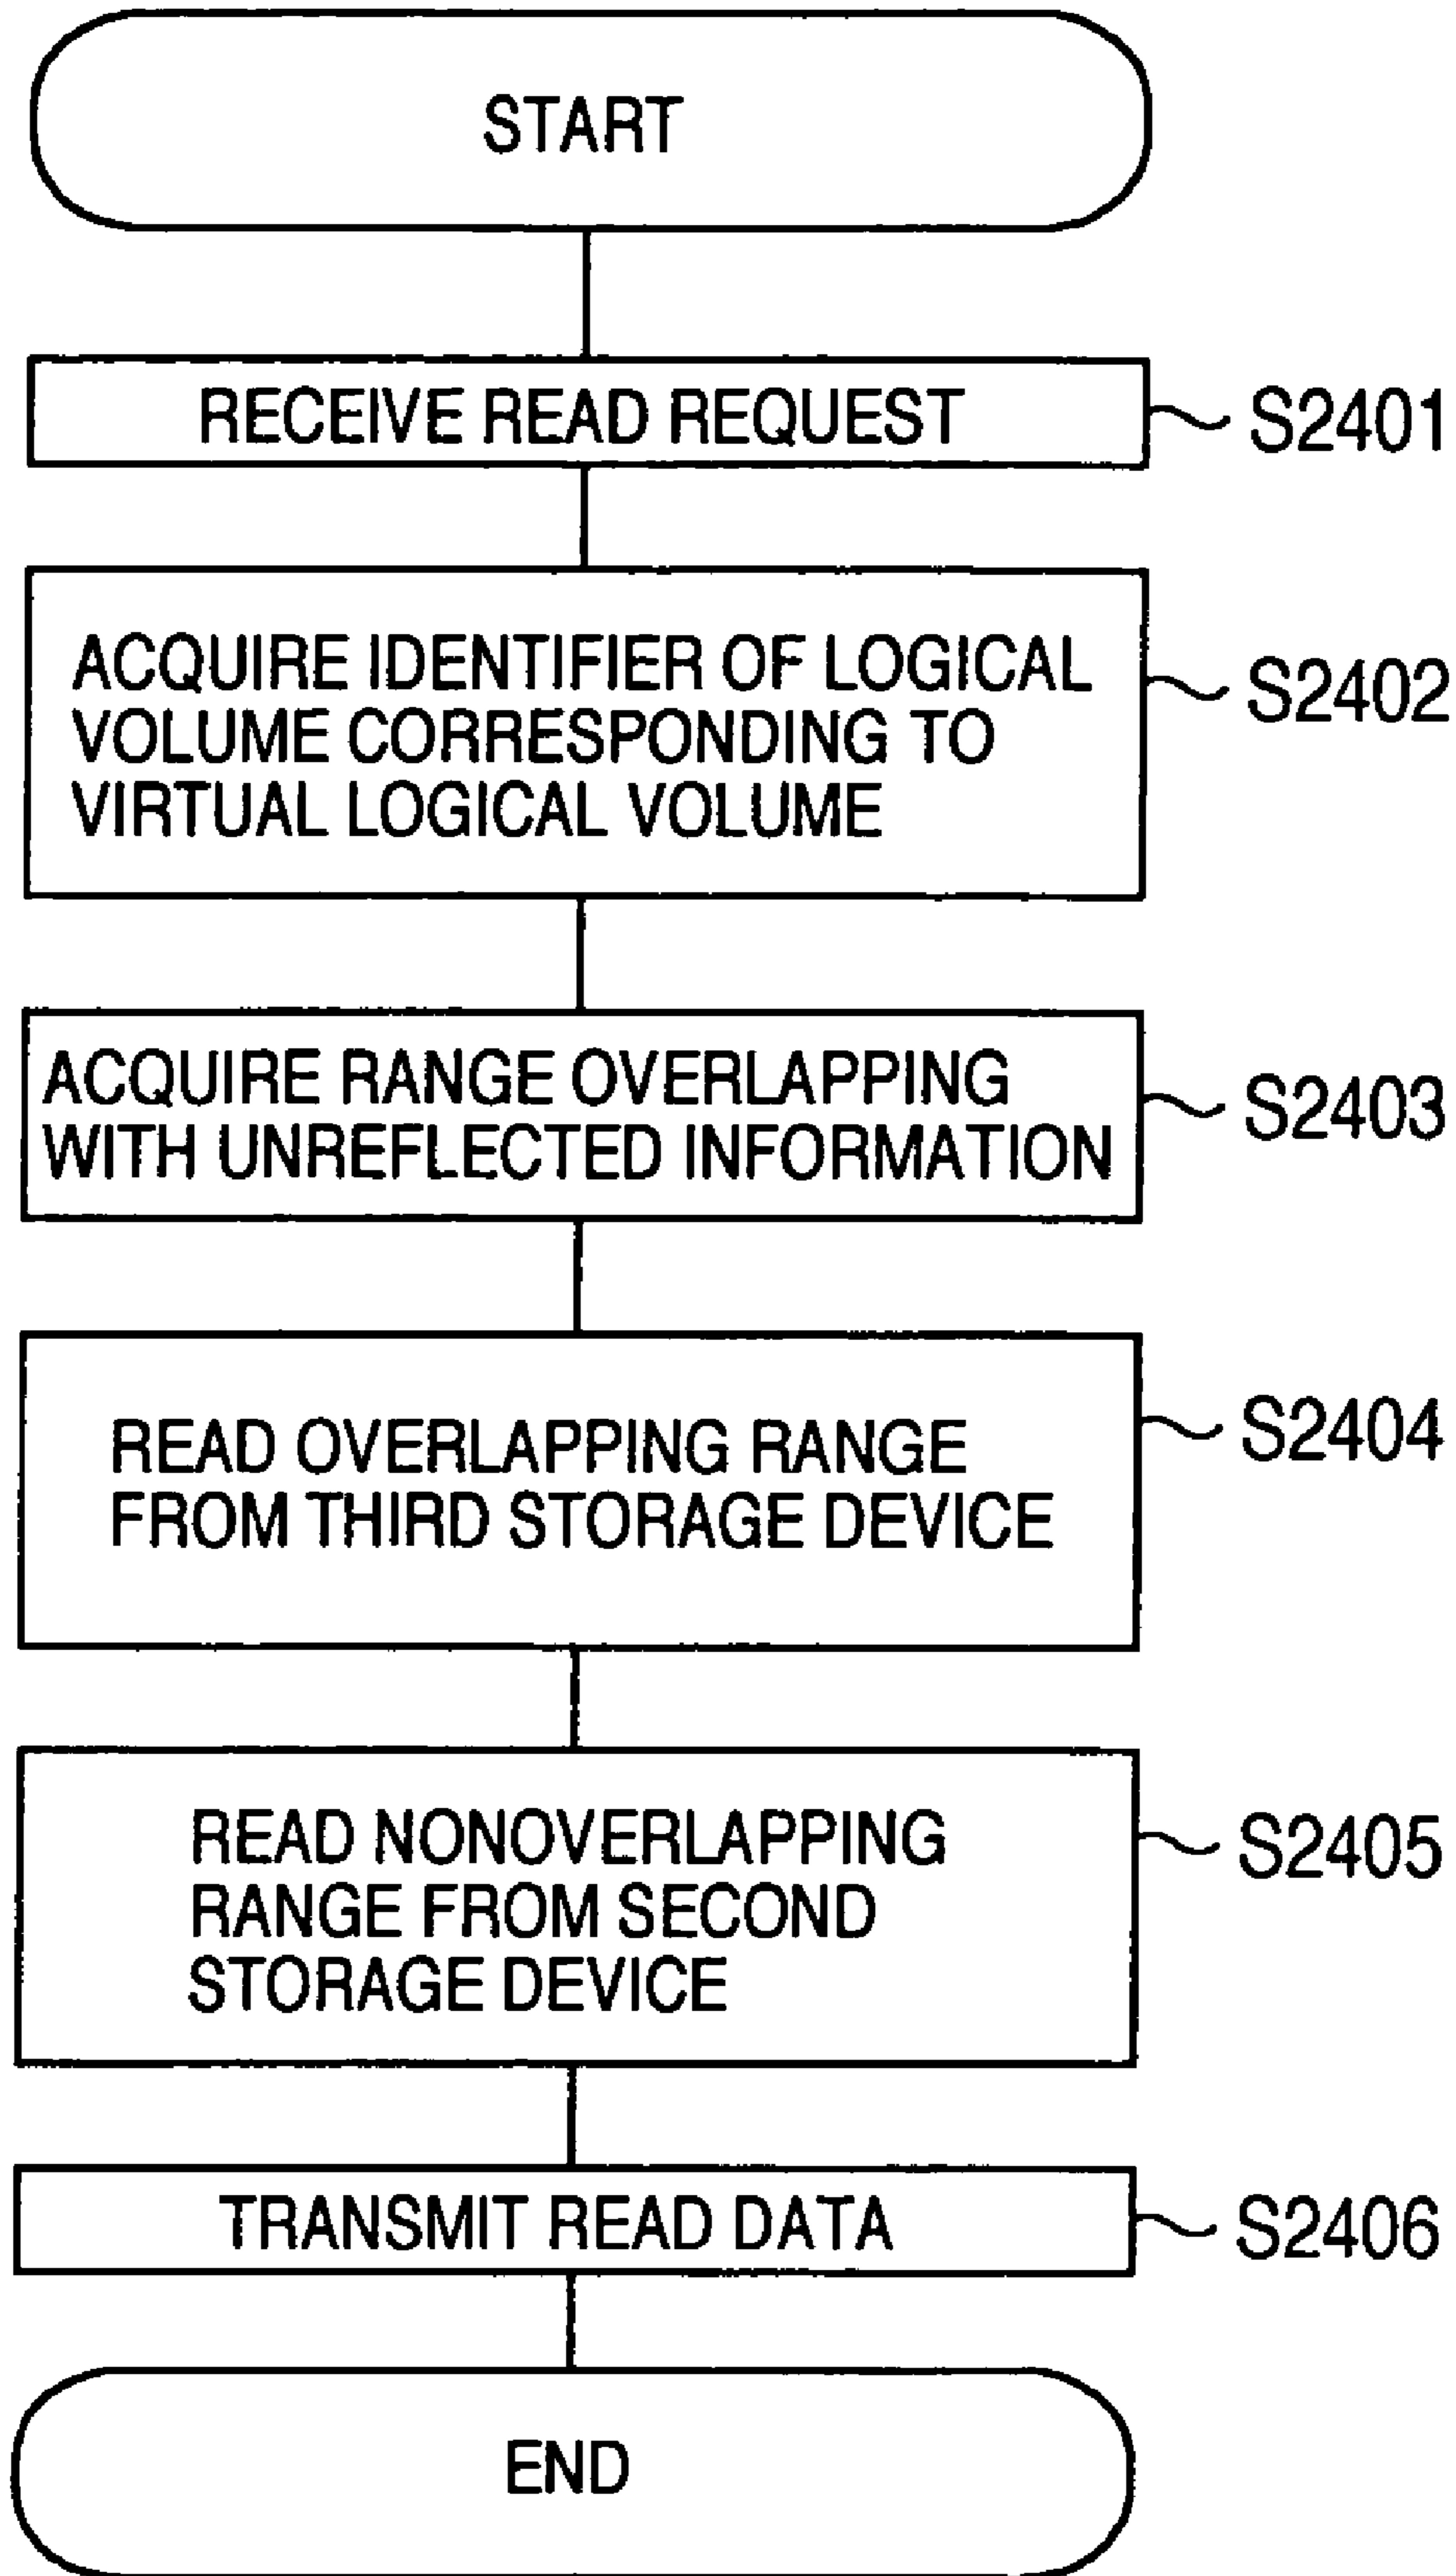 START
RECEIVE READ REQUEST
S2401
ACQUIRE IDENTIFIER OF LOGICAL
VOLUME CORRESPONDING TO
VIRTUAL LOGICAL VOLUME
S2402
ACQUIRE RANGE OVERLAPPING
WITH UNREFLECTED INFORMATION
S2403
READ OVERLAPPING RANGE
FROM THIRD STORAGE DEVICE
S2404
READ NONOVERLAPPING
RANGE FROM SECOND
STORAGE DEVICE
S2405
TRANSMIT READ DATA
S2406
END